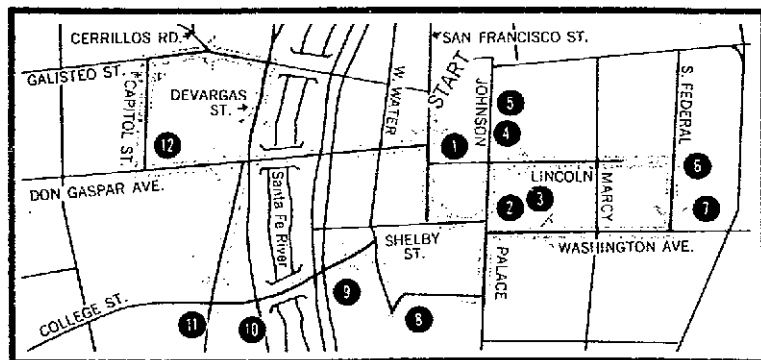 CERRILLOS RD.
SAN FRANCISCO ST.
GALISTEO ST.
CAPITOL ST.
DEVARGAS
ST.
W. WATER
START
JOHNSON
S. FEDERAL
5
4
1
12
6
LINCOLN
MARCY
DON GASPAR AVE.
Santa Fe River
2
3
7
SHELBY
ST.
WASHINGTON AVE.
PALACE
9
8
COLLEGE ST.
11
10